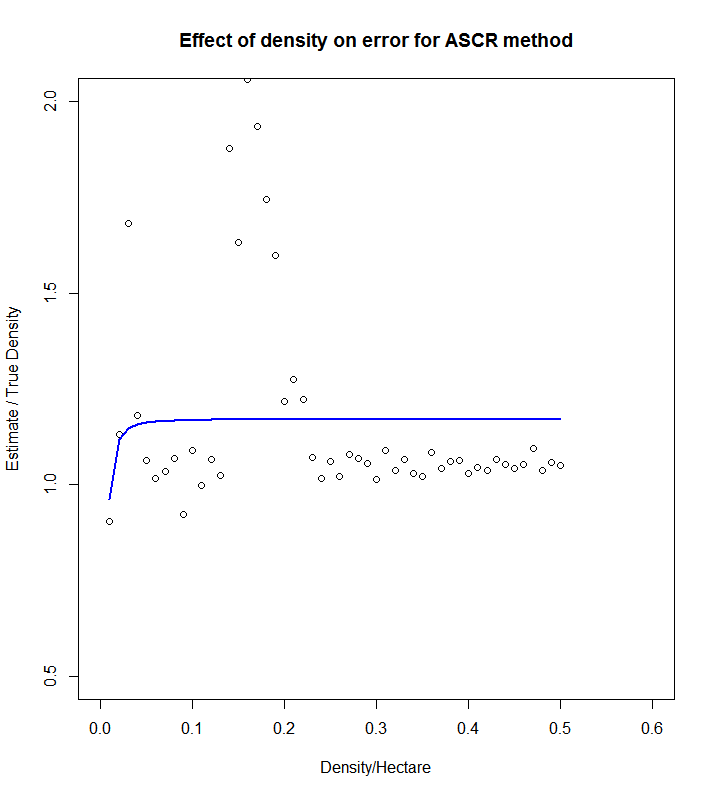 Effect of density on error for ASCR method
2.0
1.5
1.0
0.5
Estimate / True Density
0.0 0.1 0.2 0.3 0.4 0.5 0.6
Density/Hectare